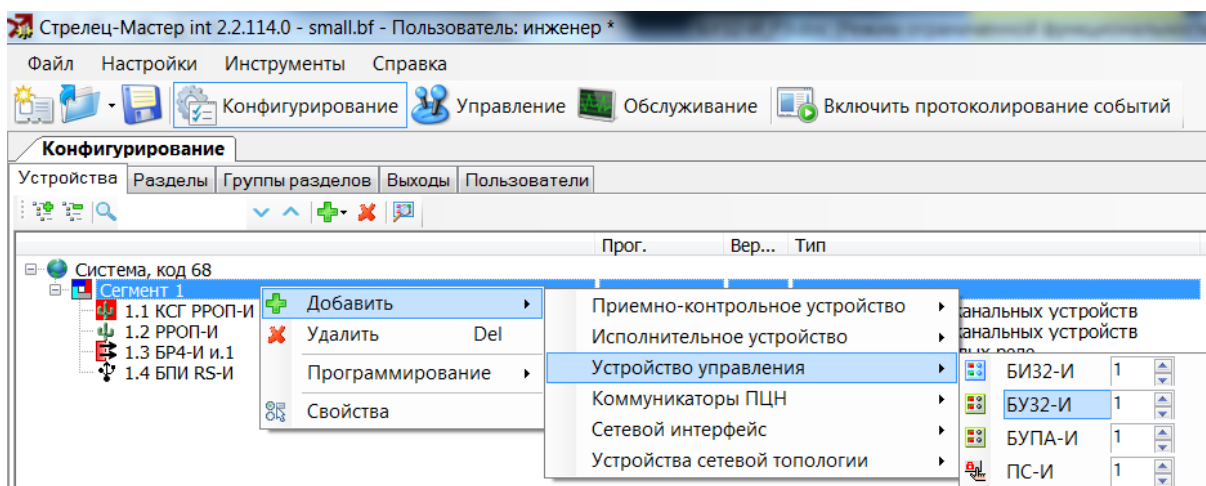 Стрелец-Мастер int 2.2.114.0 - small.bf - Пользователь: инженер *
Файл Настройки Инструменты Справка
Конфигурирование Управление Обслуживание Включить протоколирование событий
Конфигурирование
Устройства Разделы Группы разделов Выходы Пользователи
Прог. Вер... Тип
Система, код 68
Сегмент 1
1.1 КСГ РРОП-И
1.2 РРОП-И
1.3 БР4-И и.1
1.4 БПИ RS-И
Добавить
Удалить Del
Программирование
Свойства
Приемно-контрольное устройство
Исполнительное устройство
Устройство управления
Коммуникаторы ПЦН
Сетевой интерфейс
Устройства сетевой топологии
канальных устройств
канальных устройств
БИ32-И 1
БУ32-И 1
БУПА-И 1
ПС-И 1